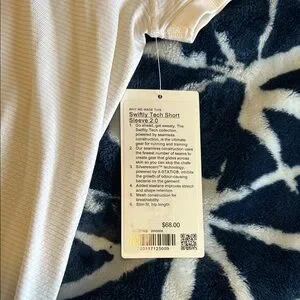 WHY WE MADE THIS
Swiftly Tech Short
Sleeve 2.0
1. Go ahead, get sweaty. The
Swiftly Tech collection,
powered by seamless
construction, is the ultimate
gear for running and training
2. Our seamless construction uses
the fewest number of seams to
create gear that glides across
skin so you can skip the chafe
3. Silverescent™ technology,
powered by X-STATIC®, inhibits
the growth of odour-causing
bacteria on the garment
4. Added elastane improves stretch
and shape retention
5. Mesh construction for
breathability
6. Slim fit, hip length
$68.00